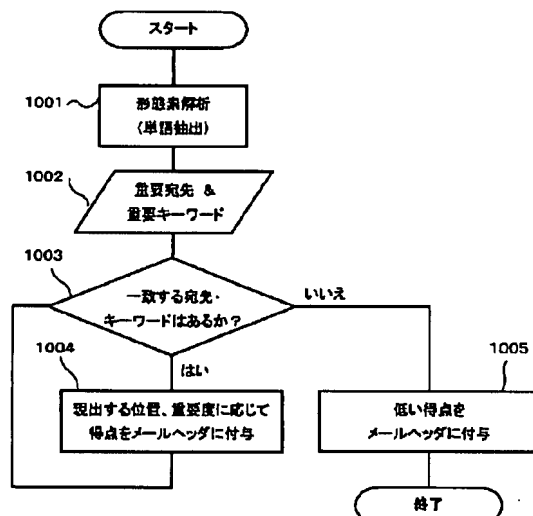 スタート
1001
形態素解析
(単語抽出)
1002
重要宛先 &
重要キーワード
1003
一致する宛先・
キーワードはあるか?
いいえ
はい
1004
現出する位置、重要度に応じて
得点をメールヘッダに付与
1005
低い得点を
メールヘッダに付与
終了